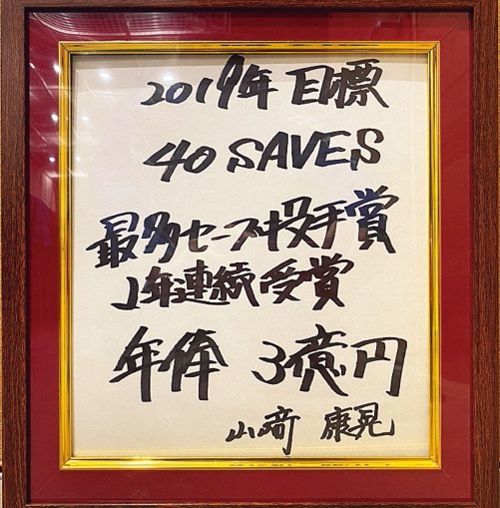 2019年 目標
40 SAVES
最多セーブ投手賞
2年連続受賞
年俸 3億円
山﨑 康晃